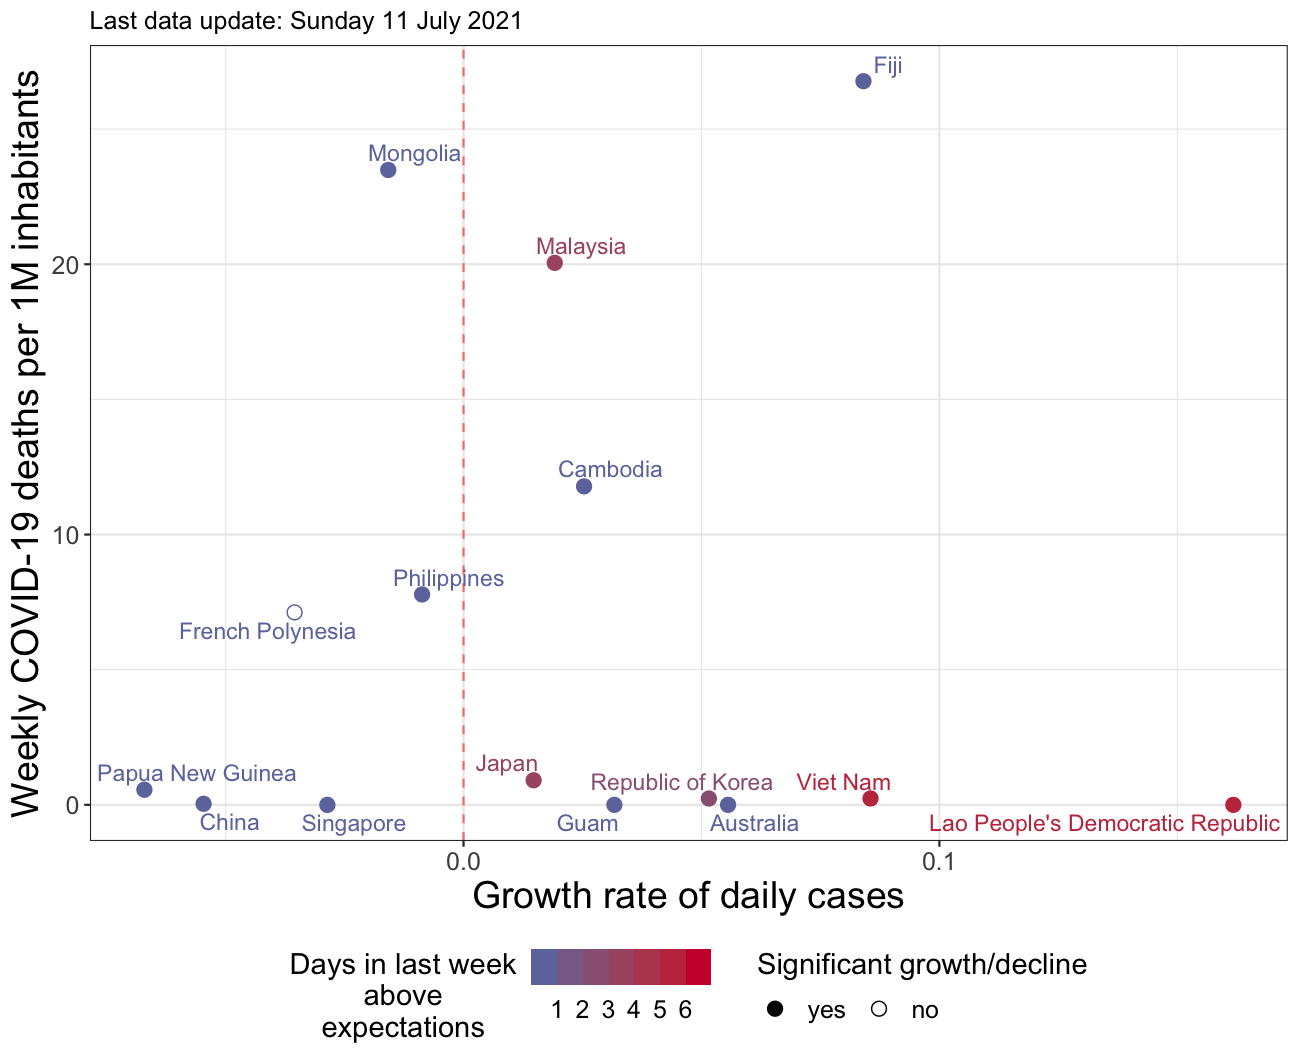 Last data update: Sunday 11 July 2021
Weekly COVID-19 deaths per 1M inhabitants
Fiji
Mongolia
Malaysia
20
Cambodia
10
Philippines
French Polynesia
Japan
Papua New Guinea
Republic of Korea
Viet Nam
0
China
Singapore
Guam
Australia
Lao People's Democratic Republic
0.0
0.1
Growth rate of daily cases
Days in last week
above
expectations
1 2 3 4 5 6
Significant growth/decline
yes
no